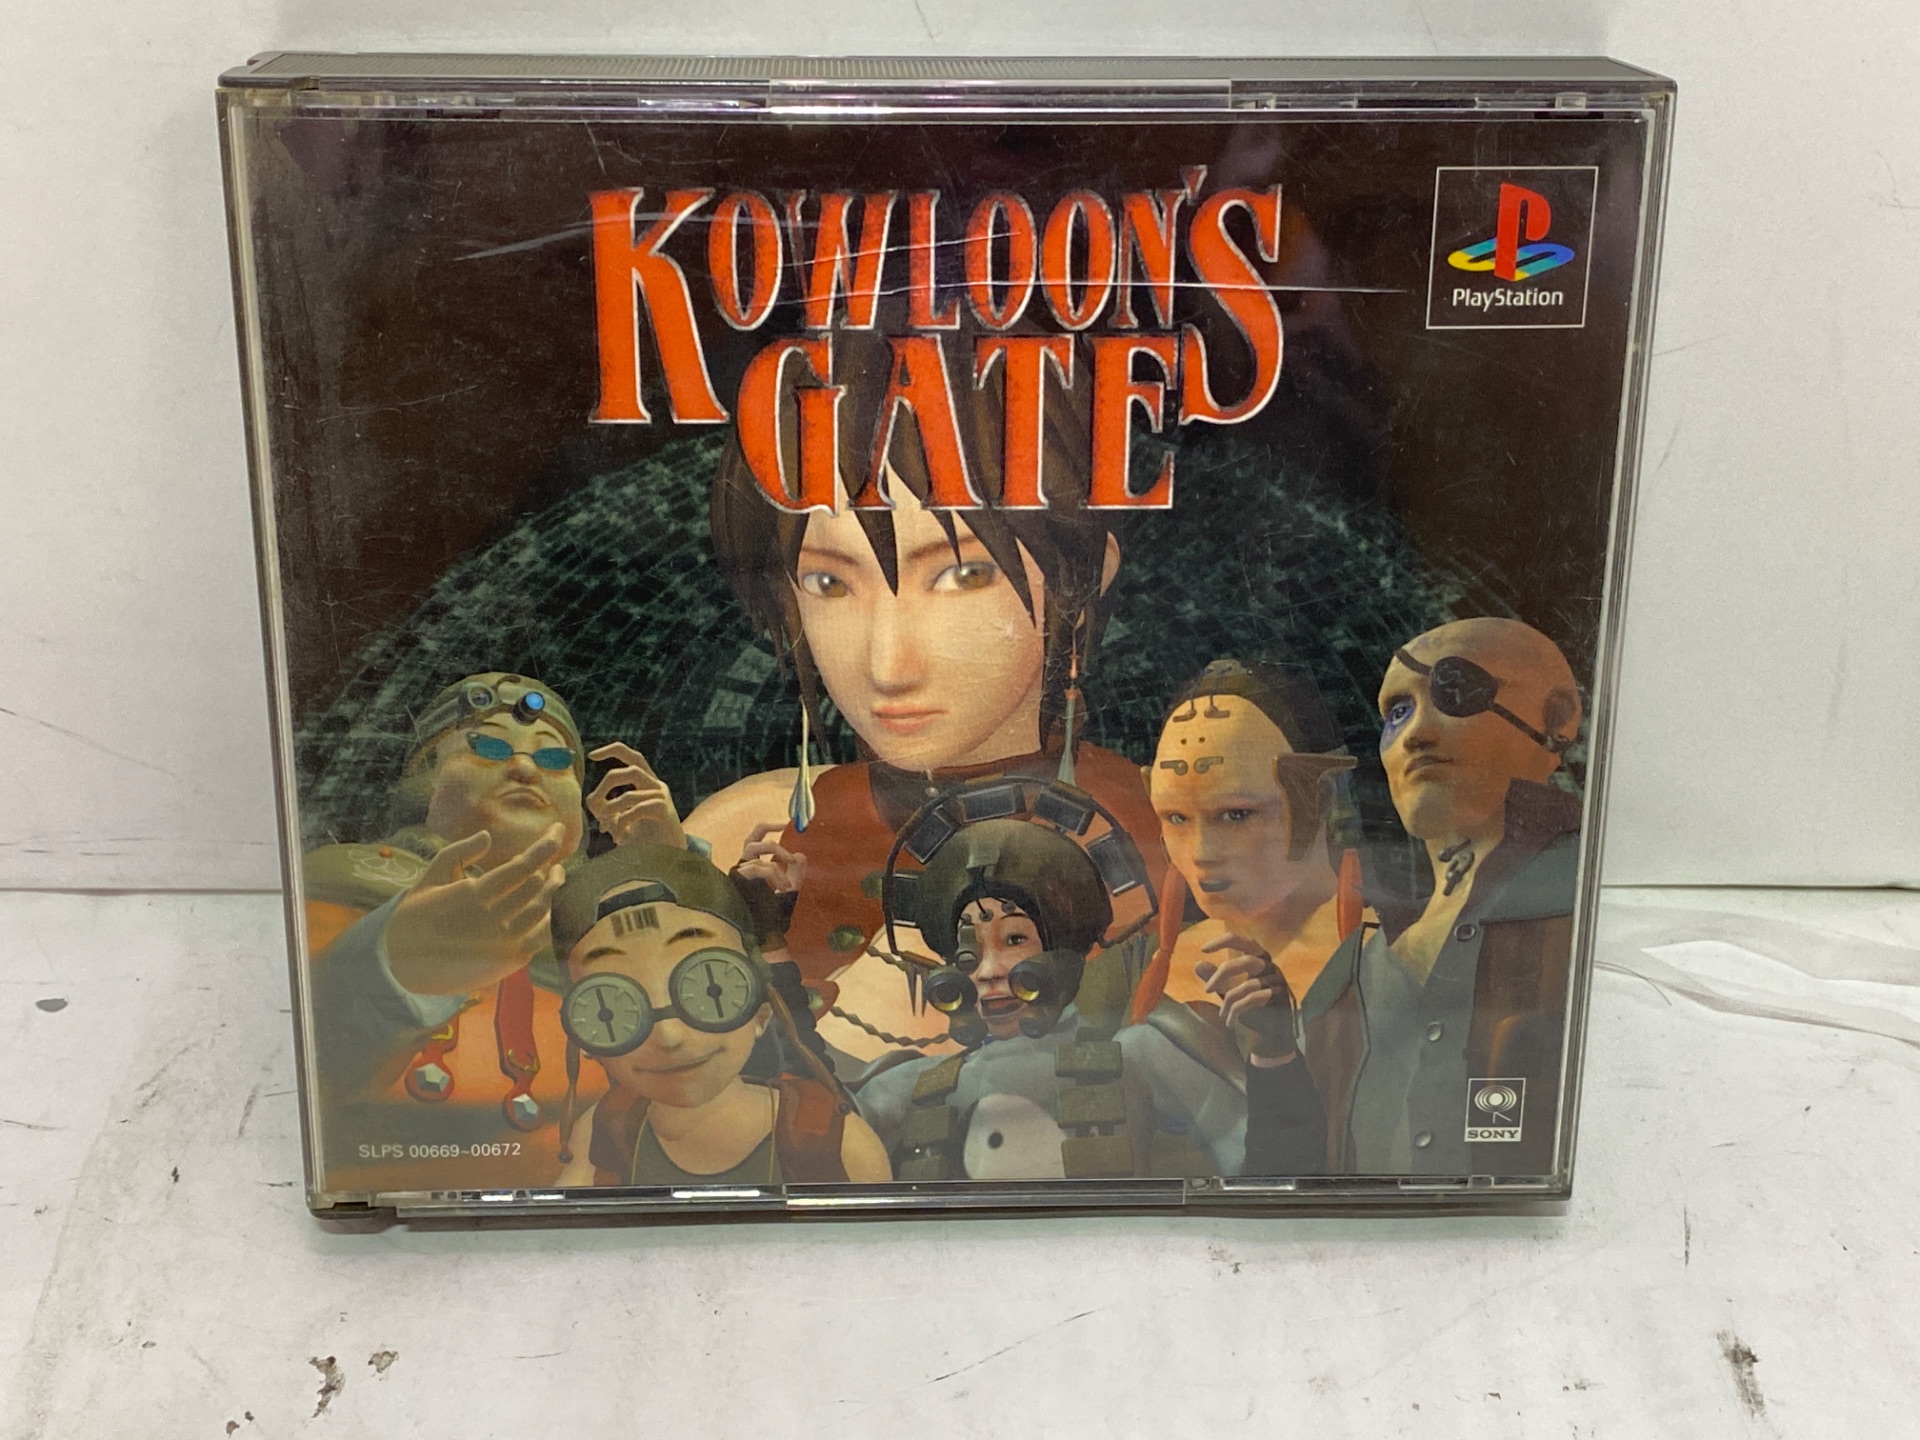 KOWLOON'S
GATE
PlayStation
SLPS 00669~00672
SONY